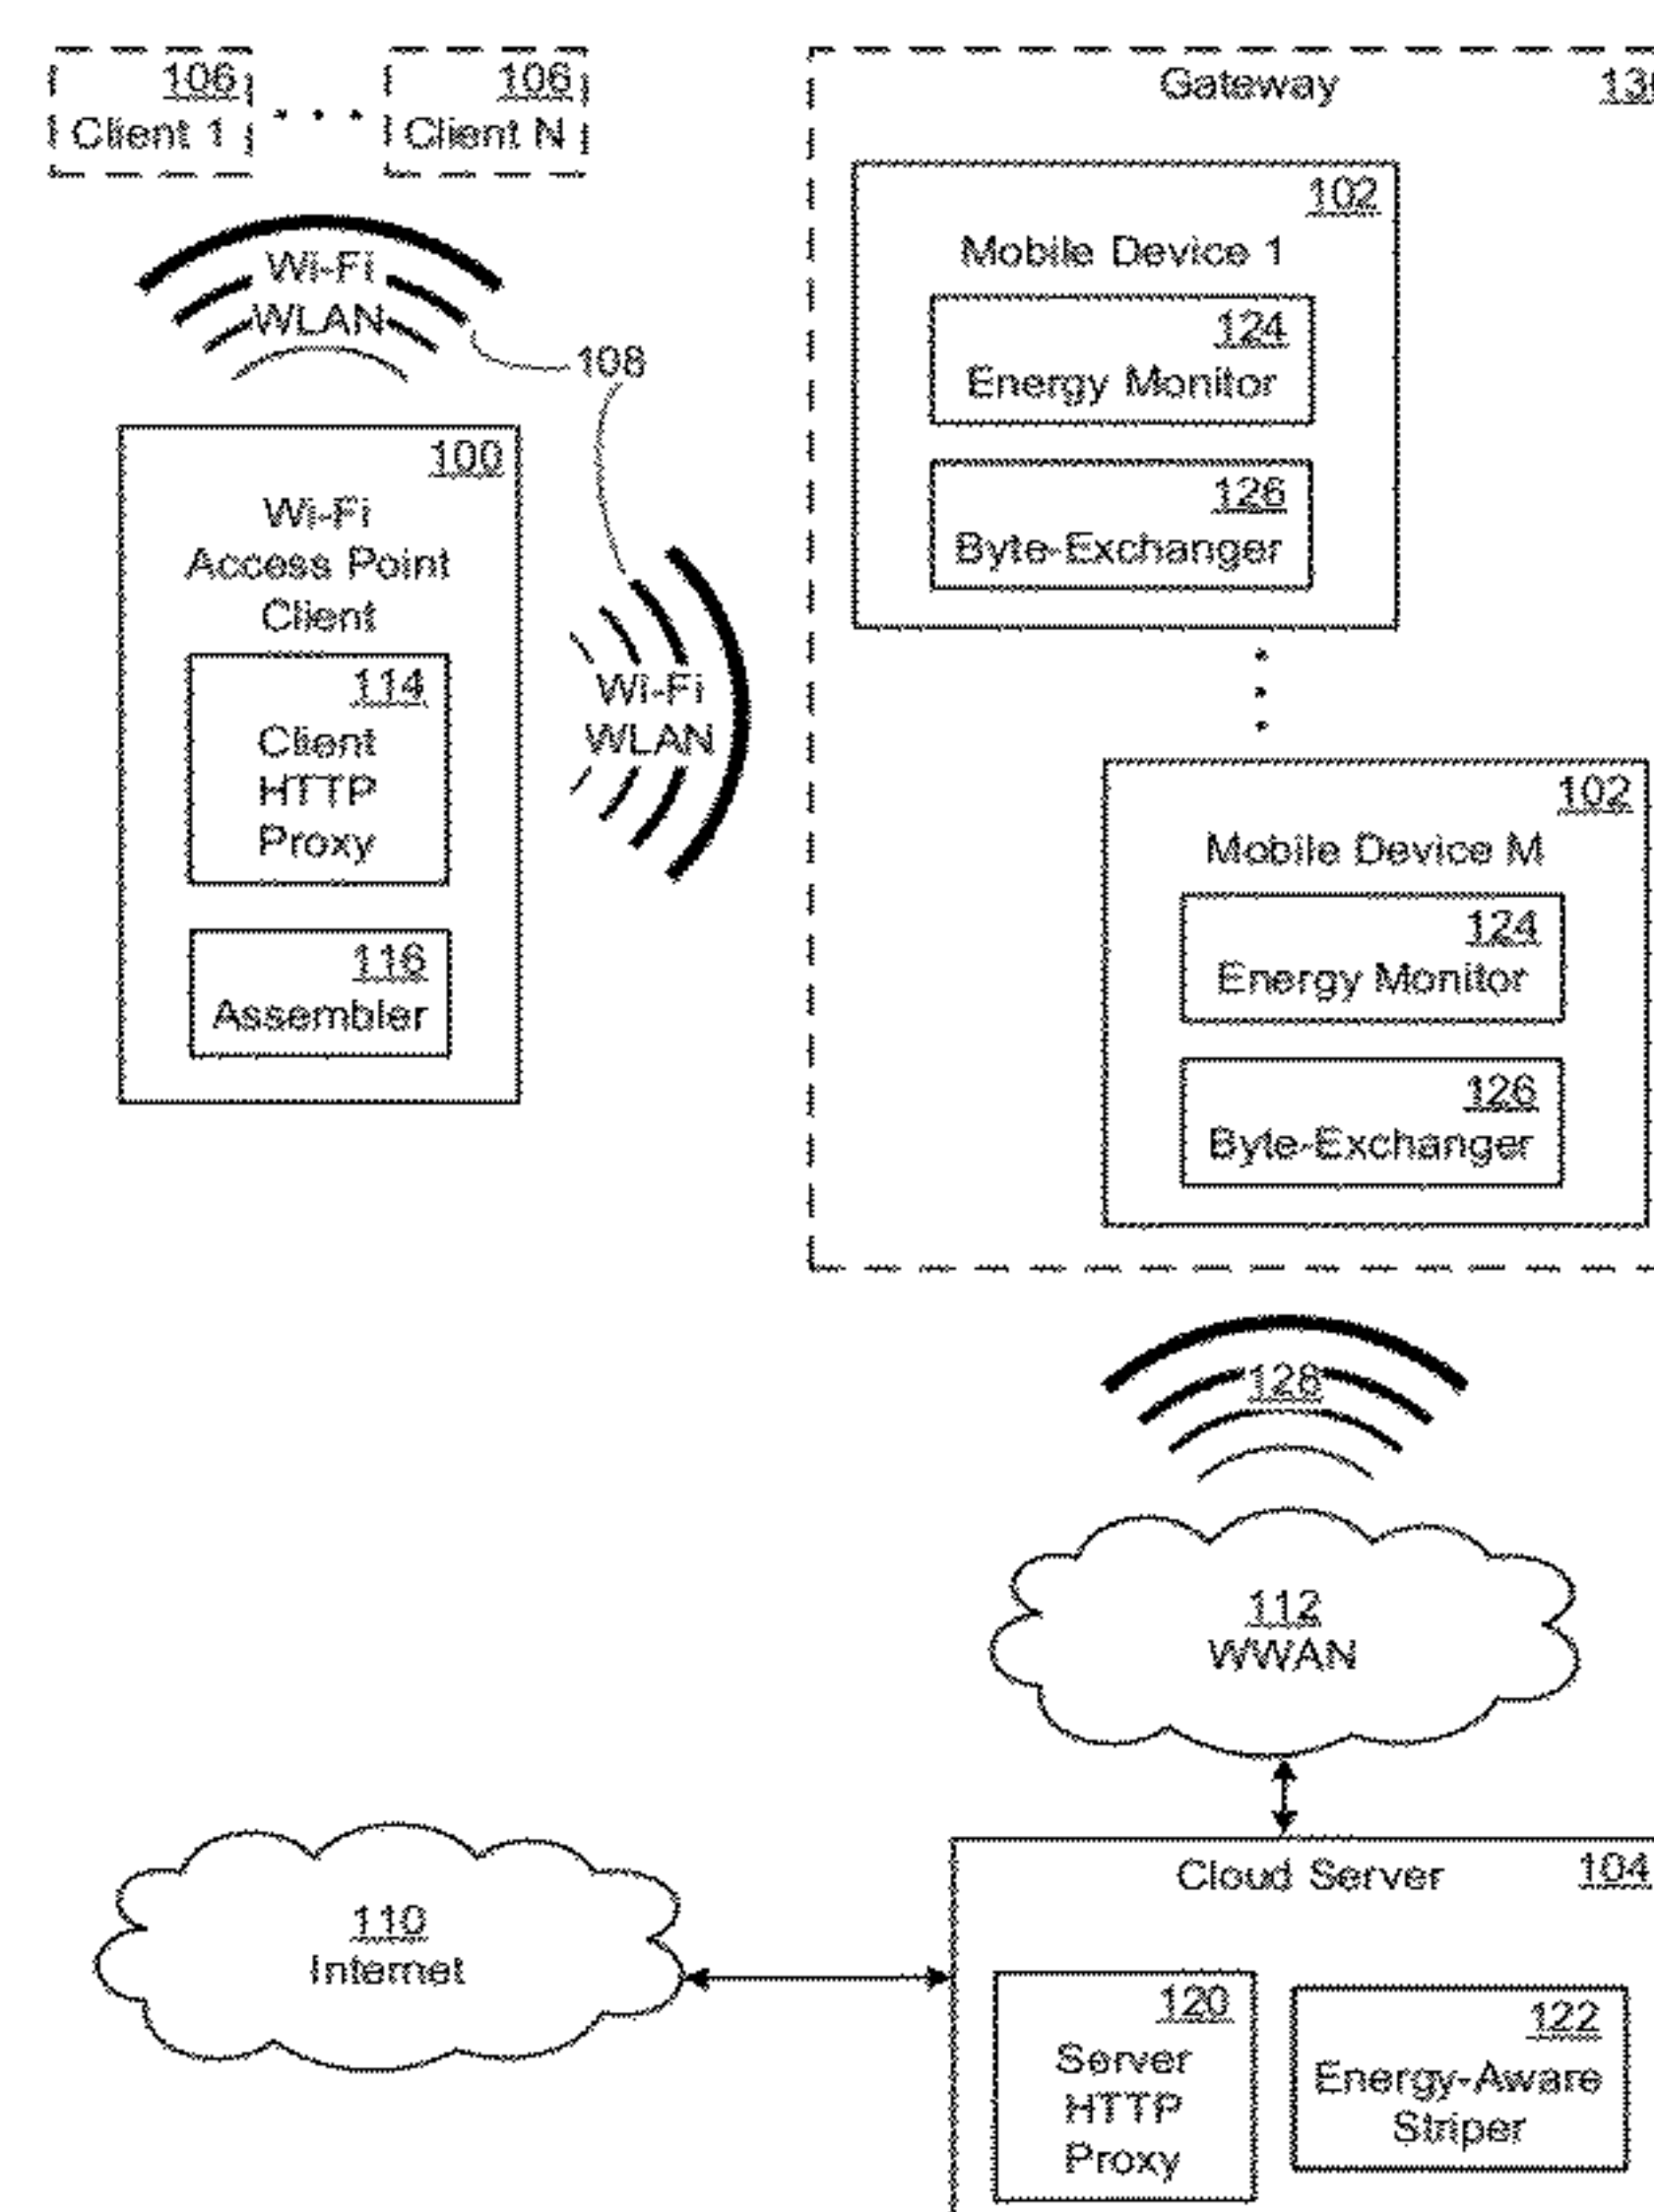 106
Client 1
106
Client N
Wi-Fi
WLAN
108
100
Wi-Fi
Access Point
Client
114
Client
HTTP
Proxy
116
Assembler
Wi-Fi
WLAN
Gateway
102
Mobile Device 1
124
Energy Monitor
126
Byte-Exchanger
102
Mobile Device M
124
Energy Monitor
126
Byte-Exchanger
128
112
WWAN
110
Internet
Cloud Server
104
120
Server
HTTP
Proxy
122
Energy-Aware
Striper